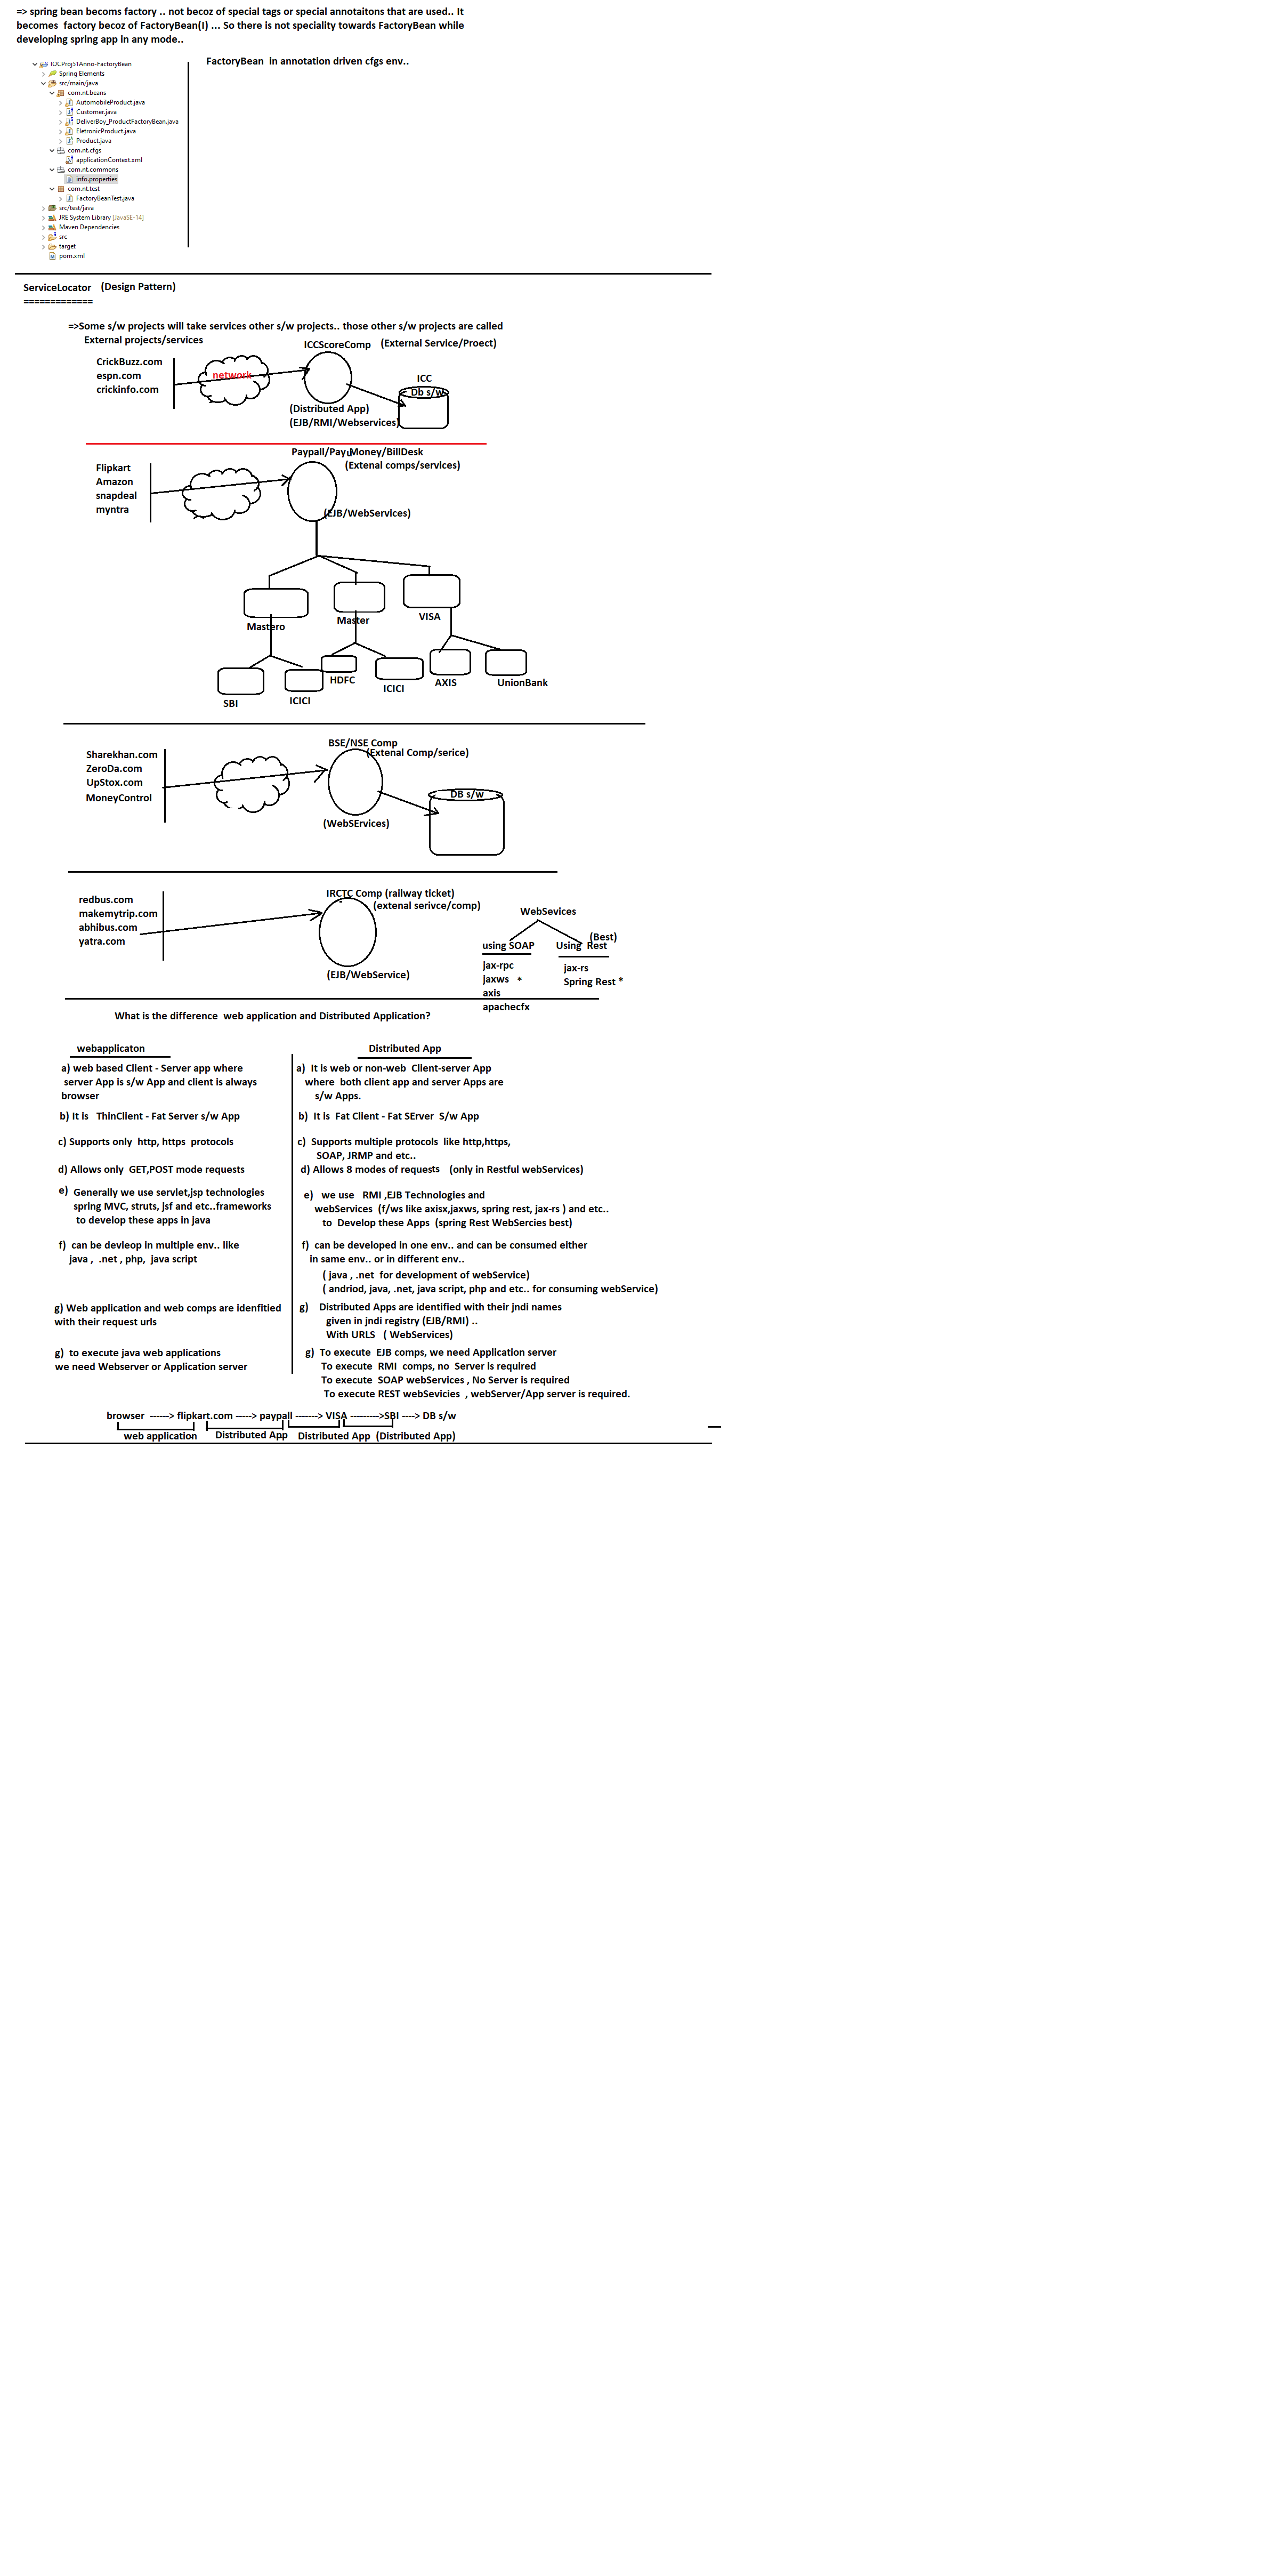 => spring bean becoms factory .. not becoz of special tags or special annotaitons that are used.. It
becomes  factory becoz of FactoryBean(I) ... So there is not speciality towards FactoryBean while
developing spring app in any mode..
FactoryBean  in annotation driven cfgs env..
IOCProj51Anno-FactoryBean
Spring Elements
src/main/java
com.nt.beans
AutomobileProduct.java
Customer.java
DeliverBoy_ProductFactoryBean.java
EletronicProduct.java
Product.java
com.nt.cfgs
applicationContext.xml
com.nt.commons
info.properties
com.nt.test
FactoryBeanTest.java
src/test/java
JRE System Library [JavaSE-14]
Maven Dependencies
src
target
pom.xml
ServiceLocator   (Design Pattern)
=============
=>Some s/w projects will take services other s/w projects.. those other s/w projects are called
External projects/services
ICCScoreComp   (External Service/Proect)
CrickBuzz.com
espn.com
crickinfo.com
network
ICC
Db s/w
(Distributed App)
(EJB/RMI/Webservices)
Paypall/PayuMoney/BillDesk
(Extenal comps/services)
Flipkart
Amazon
snapdeal
myntra
(EJB/WebServices)
Mastero
Master
VISA
SBI
ICICI
HDFC
ICICI
AXIS
UnionBank
BSE/NSE Comp
(Extenal Comp/serice)
Sharekhan.com
ZeroDa.com
UpStox.com
MoneyControl
DB s/w
(WebSErvices)
IRCTC Comp (railway ticket)
(extenal serivce/comp)
redbus.com
makemytrip.com
abhibus.com
yatra.com
(EJB/WebService)
WebSevices
(Best)
using SOAP
Using  Rest
jax-rpc
jaxws   *
axis
apachecfx
jax-rs
Spring Rest *
What is the difference  web application and Distributed Application?
webapplicaton
a) web based Client - Server app where
server App is s/w App and client is always
browser
b) It is   ThinClient - Fat Server s/w App
c) Supports only  http, https  protocols
d) Allows only  GET,POST mode requests
e)  Generally we use servlet,jsp technologies
spring MVC, struts, jsf and etc..frameworks
to develop these apps in java
f)  can be devleop in multiple env.. like
java ,  .net , php,  java script
g) Web application and web comps are idenfitied
with their request urls
g)  to execute java web applications
we need Webserver or Application server
Distributed App
a)  It is web or non-web  Client-server App
where  both client app and server Apps are
s/w Apps.
b)  It is  Fat Client - Fat SErver  S/w App
c)  Supports multiple protocols  like http,https,
SOAP, JRMP and etc..
d) Allows 8 modes of requests   (only in Restful webServices)
e)   we use   RMI ,EJB Technologies and
webServices  (f/ws like axisx,jaxws, spring rest, jax-rs ) and etc..
to  Develop these Apps  (spring Rest WebSercies best)
f)  can be developed in one env.. and can be consumed either
in same env.. or in different env..
( java , .net  for development of webService)
( andriod, java, .net, java script, php and etc.. for consuming webService)
g)    Distributed Apps are identified with their jndi names
given in jndi registry (EJB/RMI) ..
With URLS   ( WebServices)
g)  To execute  EJB comps, we need Application server
To execute  RMI  comps, no  Server is required
To execute  SOAP webServices , No Server is required
To execute REST webSevicies  , webServer/App server is required.
browser  ------> flipkart.com -----> paypall -------> VISA --------->SBI ----> DB s/w
web application   Distributed App   Distributed App  (Distributed App)